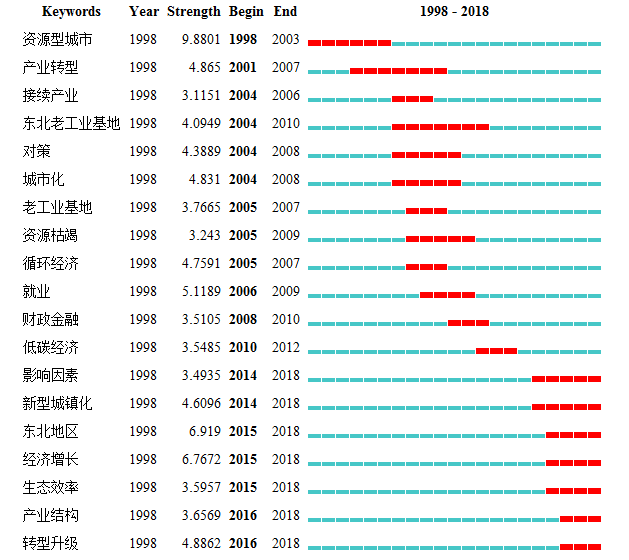 Keywords Year Strength Begin End 1998 - 2018
资源型城市 1998 9.8801 1998 2003
产业转型 1998 4.865 2001 2007
接续产业 1998 3.1151 2004 2006
东北老工业基地 1998 4.0949 2004 2010
对策 1998 4.3889 2004 2008
城市化 1998 4.831 2004 2008
老工业基地 1998 3.7665 2005 2007
资源枯竭 1998 3.243 2005 2009
循环经济 1998 4.7591 2005 2007
就业 1998 5.1189 2006 2009
财政金融 1998 3.5105 2008 2010
低碳经济 1998 3.5485 2010 2012
影响因素 1998 3.4935 2014 2018
新型城镇化 1998 4.6096 2014 2018
东北地区 1998 6.919 2015 2018
经济增长 1998 6.7672 2015 2018
生态效率 1998 3.5957 2015 2018
产业结构 1998 3.6569 2016 2018
转型升级 1998 4.8862 2016 2018